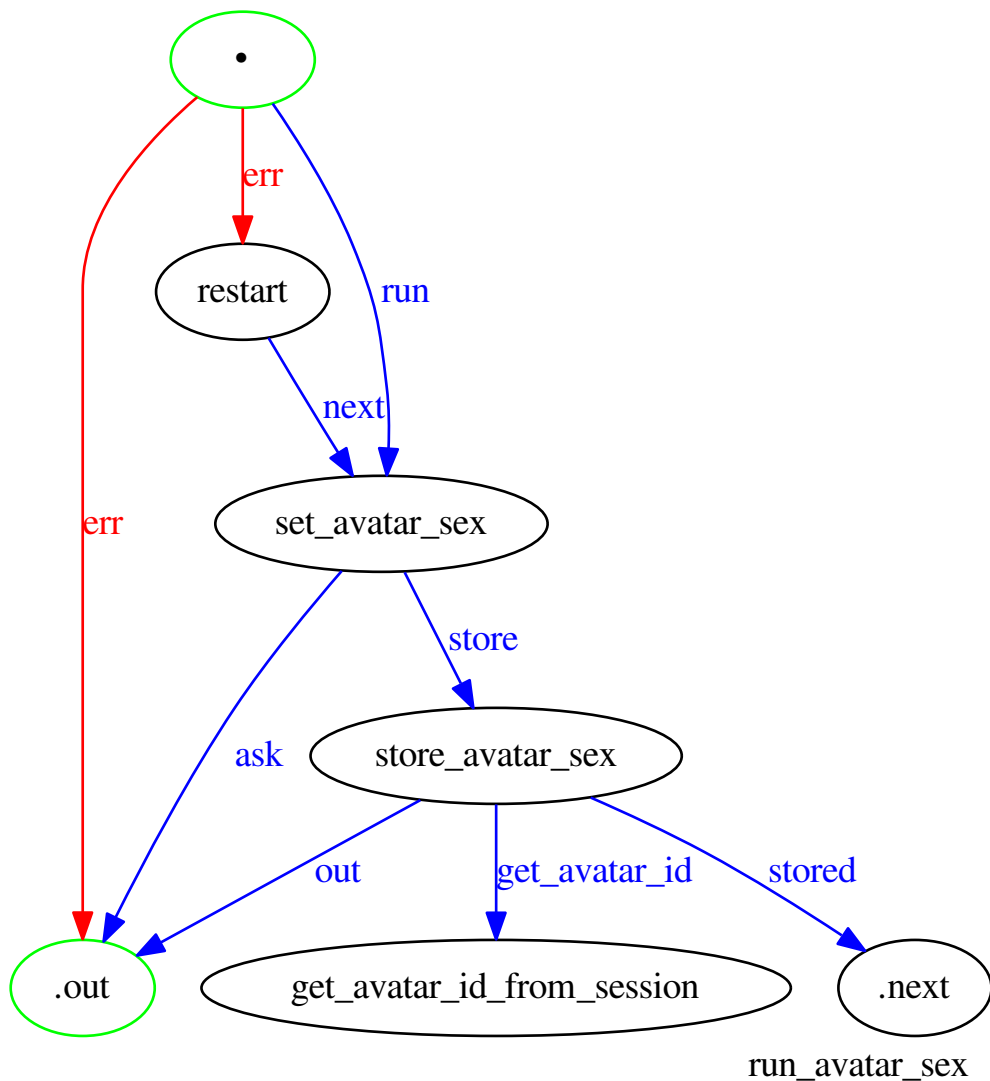 •
err
restart
run
next
err
set_avatar_sex
store
ask
store_avatar_sex
out
get_avatar_id
stored
.out
get_avatar_id_from_session
.next
run_avatar_sex